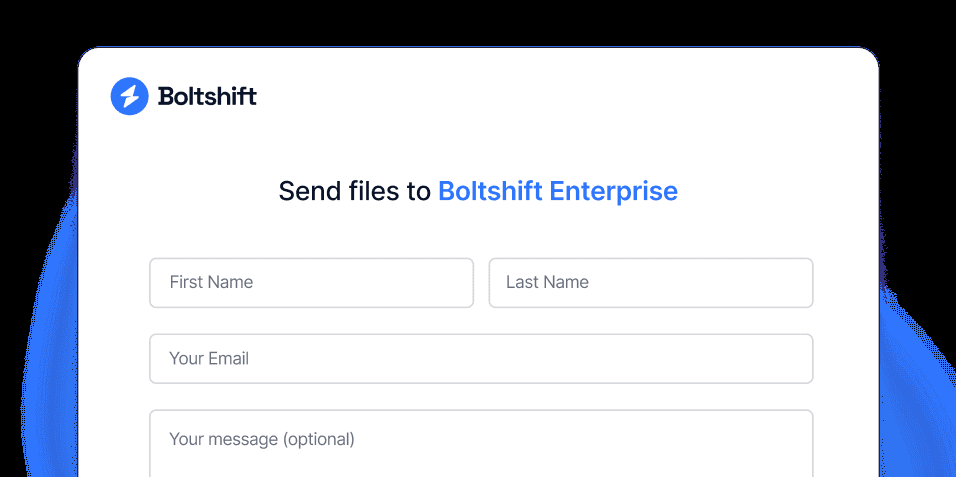 Boltshift
Send files to Boltshift Enterprise
First Name
Last Name
Your Email
Your message (optional)